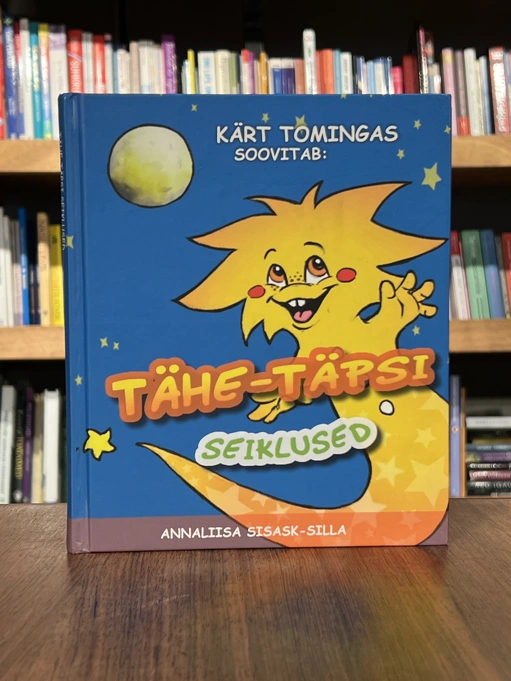 KÄRT TOMINGAS
SOOVITAB:
TÄHE-TÄPSI
SEIKLUSED
ANNALIISA SISASK-SILLA